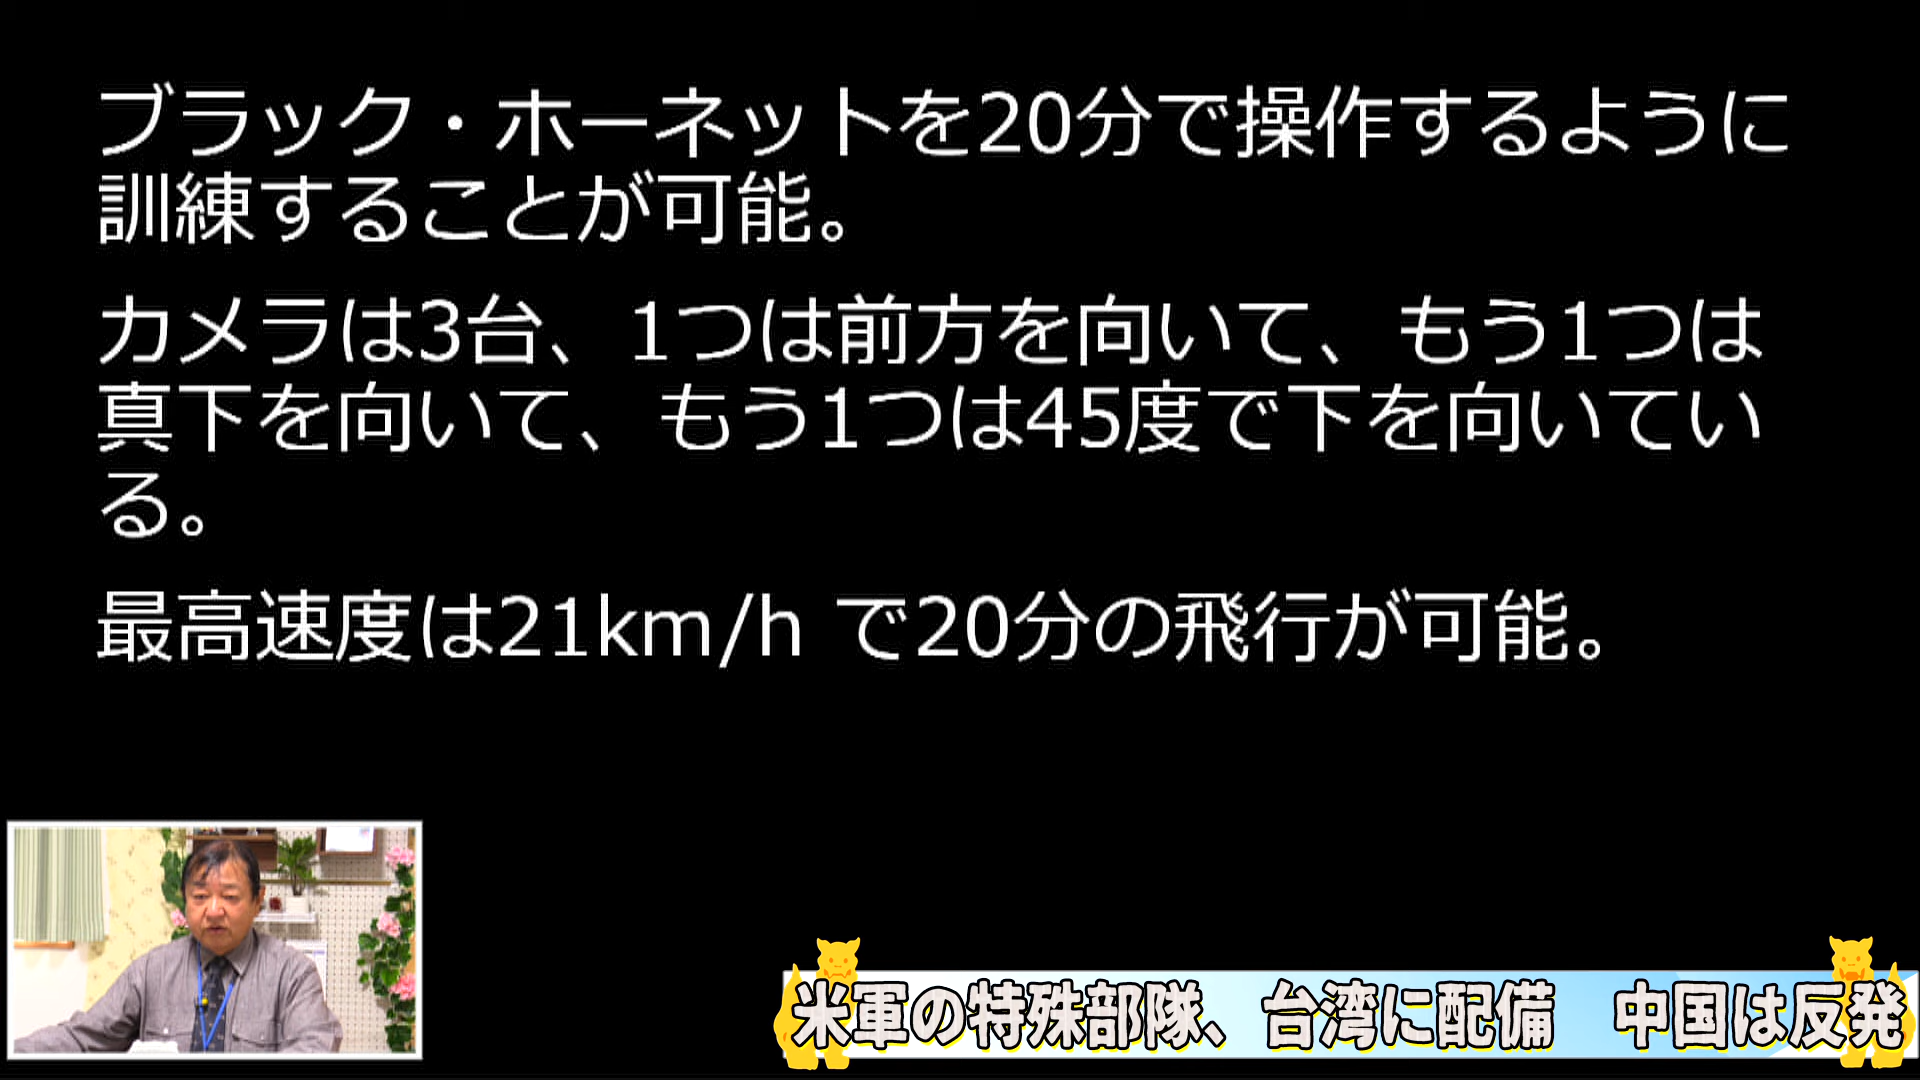 ブラック・ホーネットを20分で操作するように
訓練することが可能。
カメラは3台、1つは前方を向いて、もう1つは
真下を向いて、もう1つは45度で下を向いてい
る。
最高速度は21km/h で20分の飛行が可能。
米軍の特殊部隊、台湾に配備　中国は反発